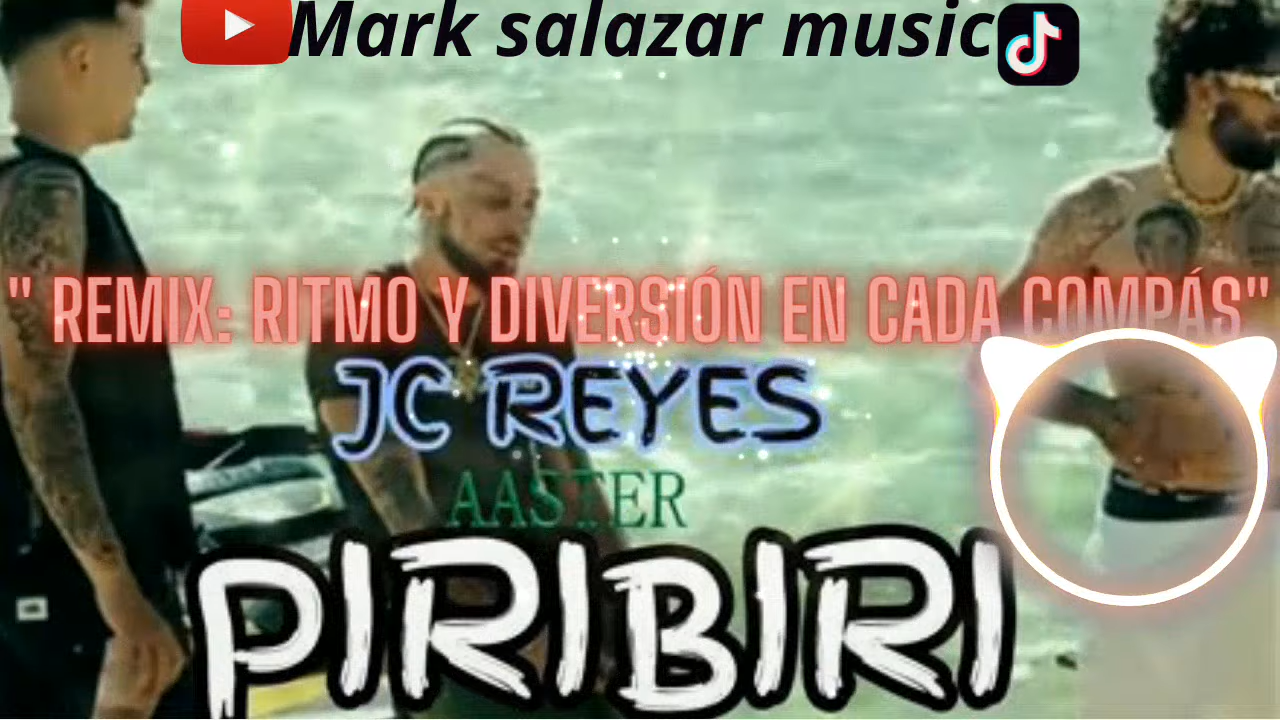 Mark salazar music
" REMIX: RITMO Y DIVERSIÓN EN CADA COMPÁS"
JC REYES
AASTER
PIRIBIRI